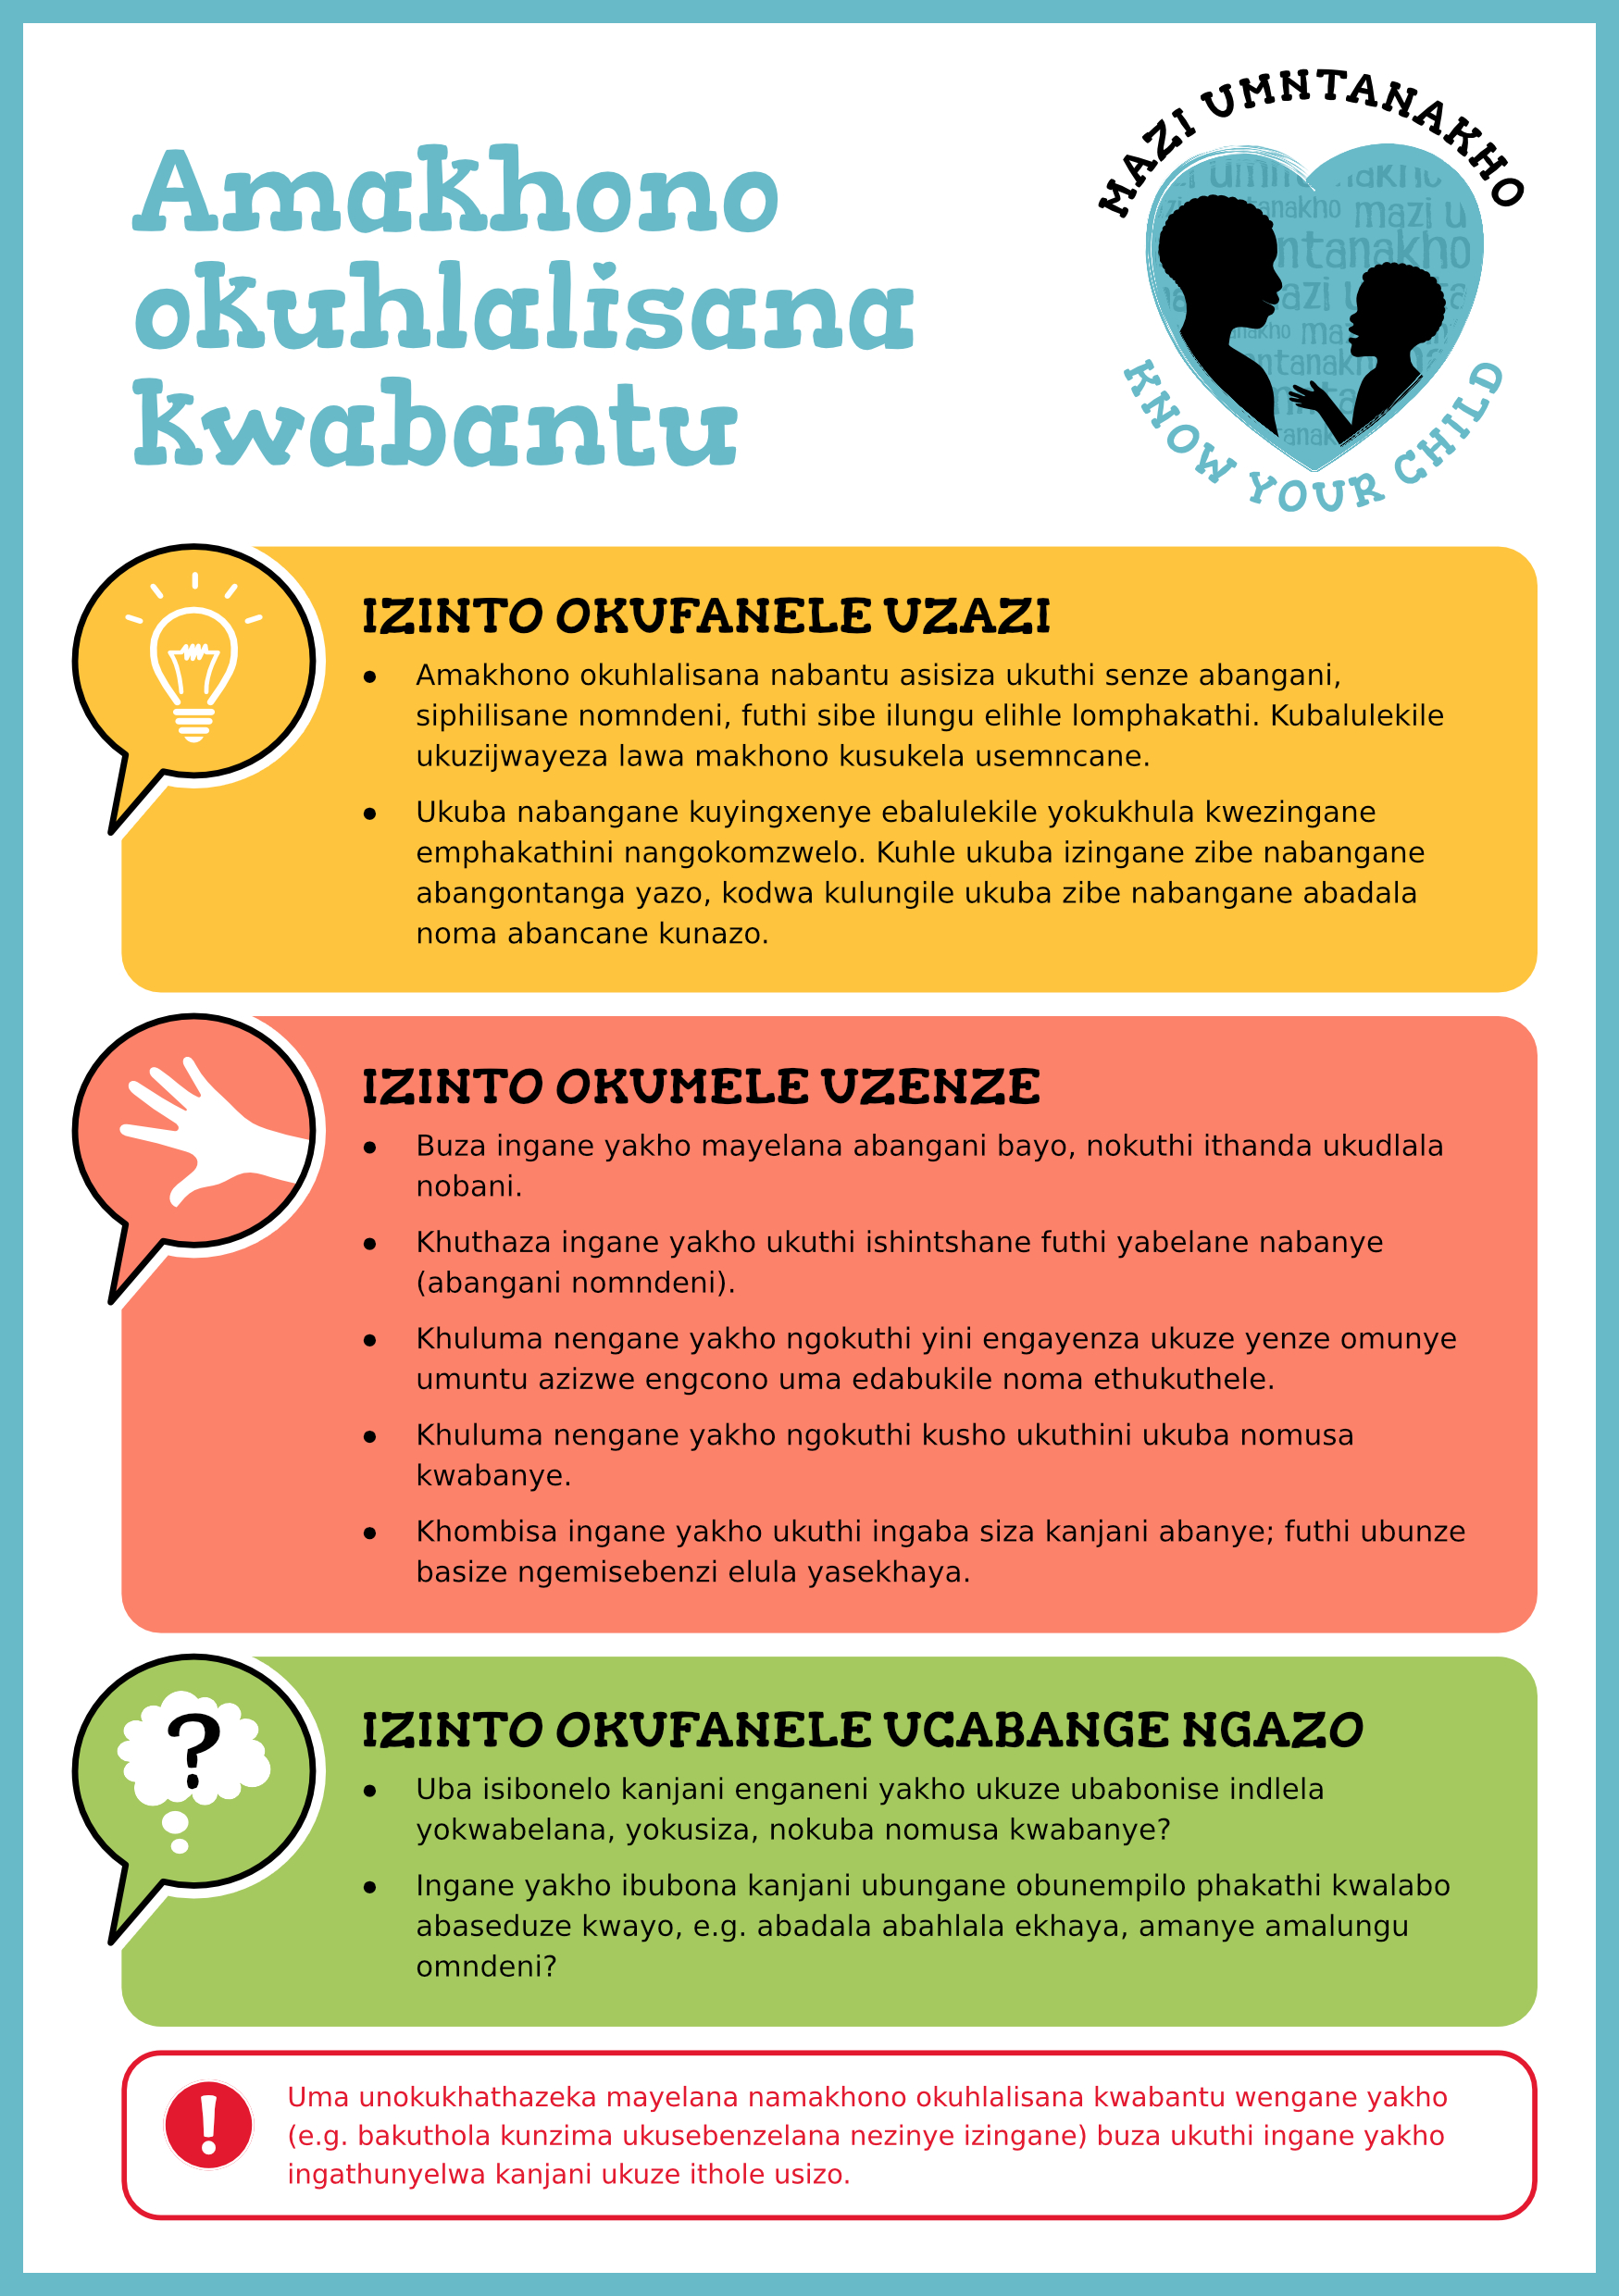 Amakhono
okuhlalisana
kwabantu
MAZI UMNTANAKHO
KNOW YOUR CHILD
IZINTO OKUFANELE UZAZI
• Amakhono okuhlalisana nabantu asisiza ukuthi senze abangani,
siphilisane nomndeni, futhi sibe ilungu elihle lomphakathi. Kubalulekile
ukuzijwayeza lawa makhono kusukela usemncane.
• Ukuba nabangane kuyingxenye ebalulekile yokukhula kwezingane
emphakathini nangokomzwelo. Kuhle ukuba izingane zibe nabangane
abangontanga yazo, kodwa kulungile ukuba zibe nabangane abadala
noma abancane kunazo.
IZINTO OKUMELE UZENZE
• Buza ingane yakho mayelana abangani bayo, nokuthi ithanda ukudlala
nobani.
• Khuthaza ingane yakho ukuthi ishintshane futhi yabelane nabanye
(abangani nomndeni).
• Khuluma nengane yakho ngokuthi yini engayenza ukuze yenze omunye
umuntu azizwe engcono uma edabukile noma ethukuthele.
• Khuluma nengane yakho ngokuthi kusho ukuthini ukuba nomusa
kwabanye.
• Khombisa ingane yakho ukuthi ingaba siza kanjani abanye; futhi ubunze
basize ngemisebenzi elula yasekhaya.
IZINTO OKUFANELE UCABANGE NGAZO
• Uba isibonelo kanjani enganeni yakho ukuze ubabonise indlela
yokwabelana, yokusiza, nokuba nomusa kwabanye?
• Ingane yakho ibubona kanjani ubungane obunempilo phakathi kwalabo
abaseduze kwayo, e.g. abadala abahlala ekhaya, amanye amalungu
omndeni?
Uma unokukhathazeka mayelana namakhono okuhlalisana kwabantu wengane yakho
(e.g. bakuthola kunzima ukusebenzelana nezinye izingane) buza ukuthi ingane yakho
ingathunyelwa kanjani ukuze ithole usizo.